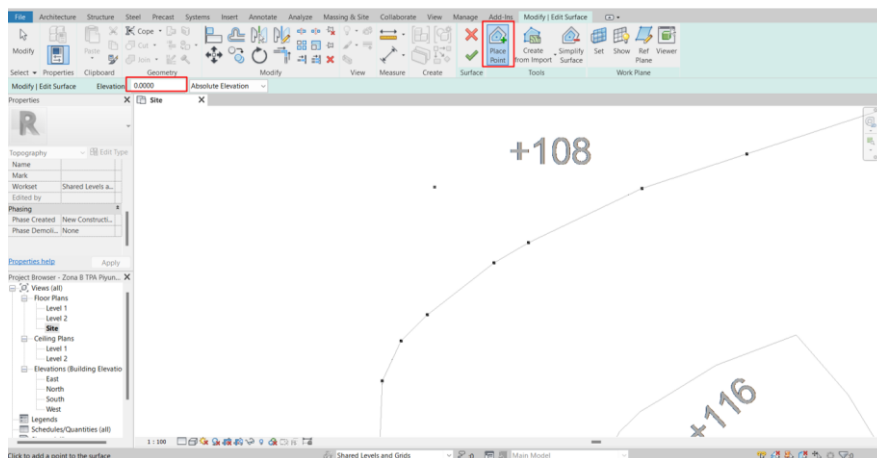 File Architecture Structure Steel Precast Systems Insert Annotate Analyze Massing & Site Collaborate View Manage Add-Ins Modify | Edit Surface
Modify
Paste
Cope
Cut
Join
Place Point
Create from Import
Simplify Surface
Set
Show
Ref Plane
Viewer
Select Properties Clipboard Geometry Modify View Measure Create Surface Tools Work Plane
Modify | Edit Surface Elevation 0.0000 Absolute Elevation
Properties X Site X
R
Topography Edit Type
Name
Mark
Workset Shared Levels a...
Edited by
Phasing
Phase Created New Constructi...
Phase Demoli... None
Properties help Apply
Project Browser - Zona B TPA Piyun... X
Views (all)
Floor Plans
Level 1
Level 2
Site
Ceiling Plans
Level 1
Level 2
Elevations (Building Elevatio
East
North
South
West
Legends
Schedules/Quantities (all)
+108
+116
1 : 100
Click to add a point to the surface Shared Levels and Grids :0 Main Model